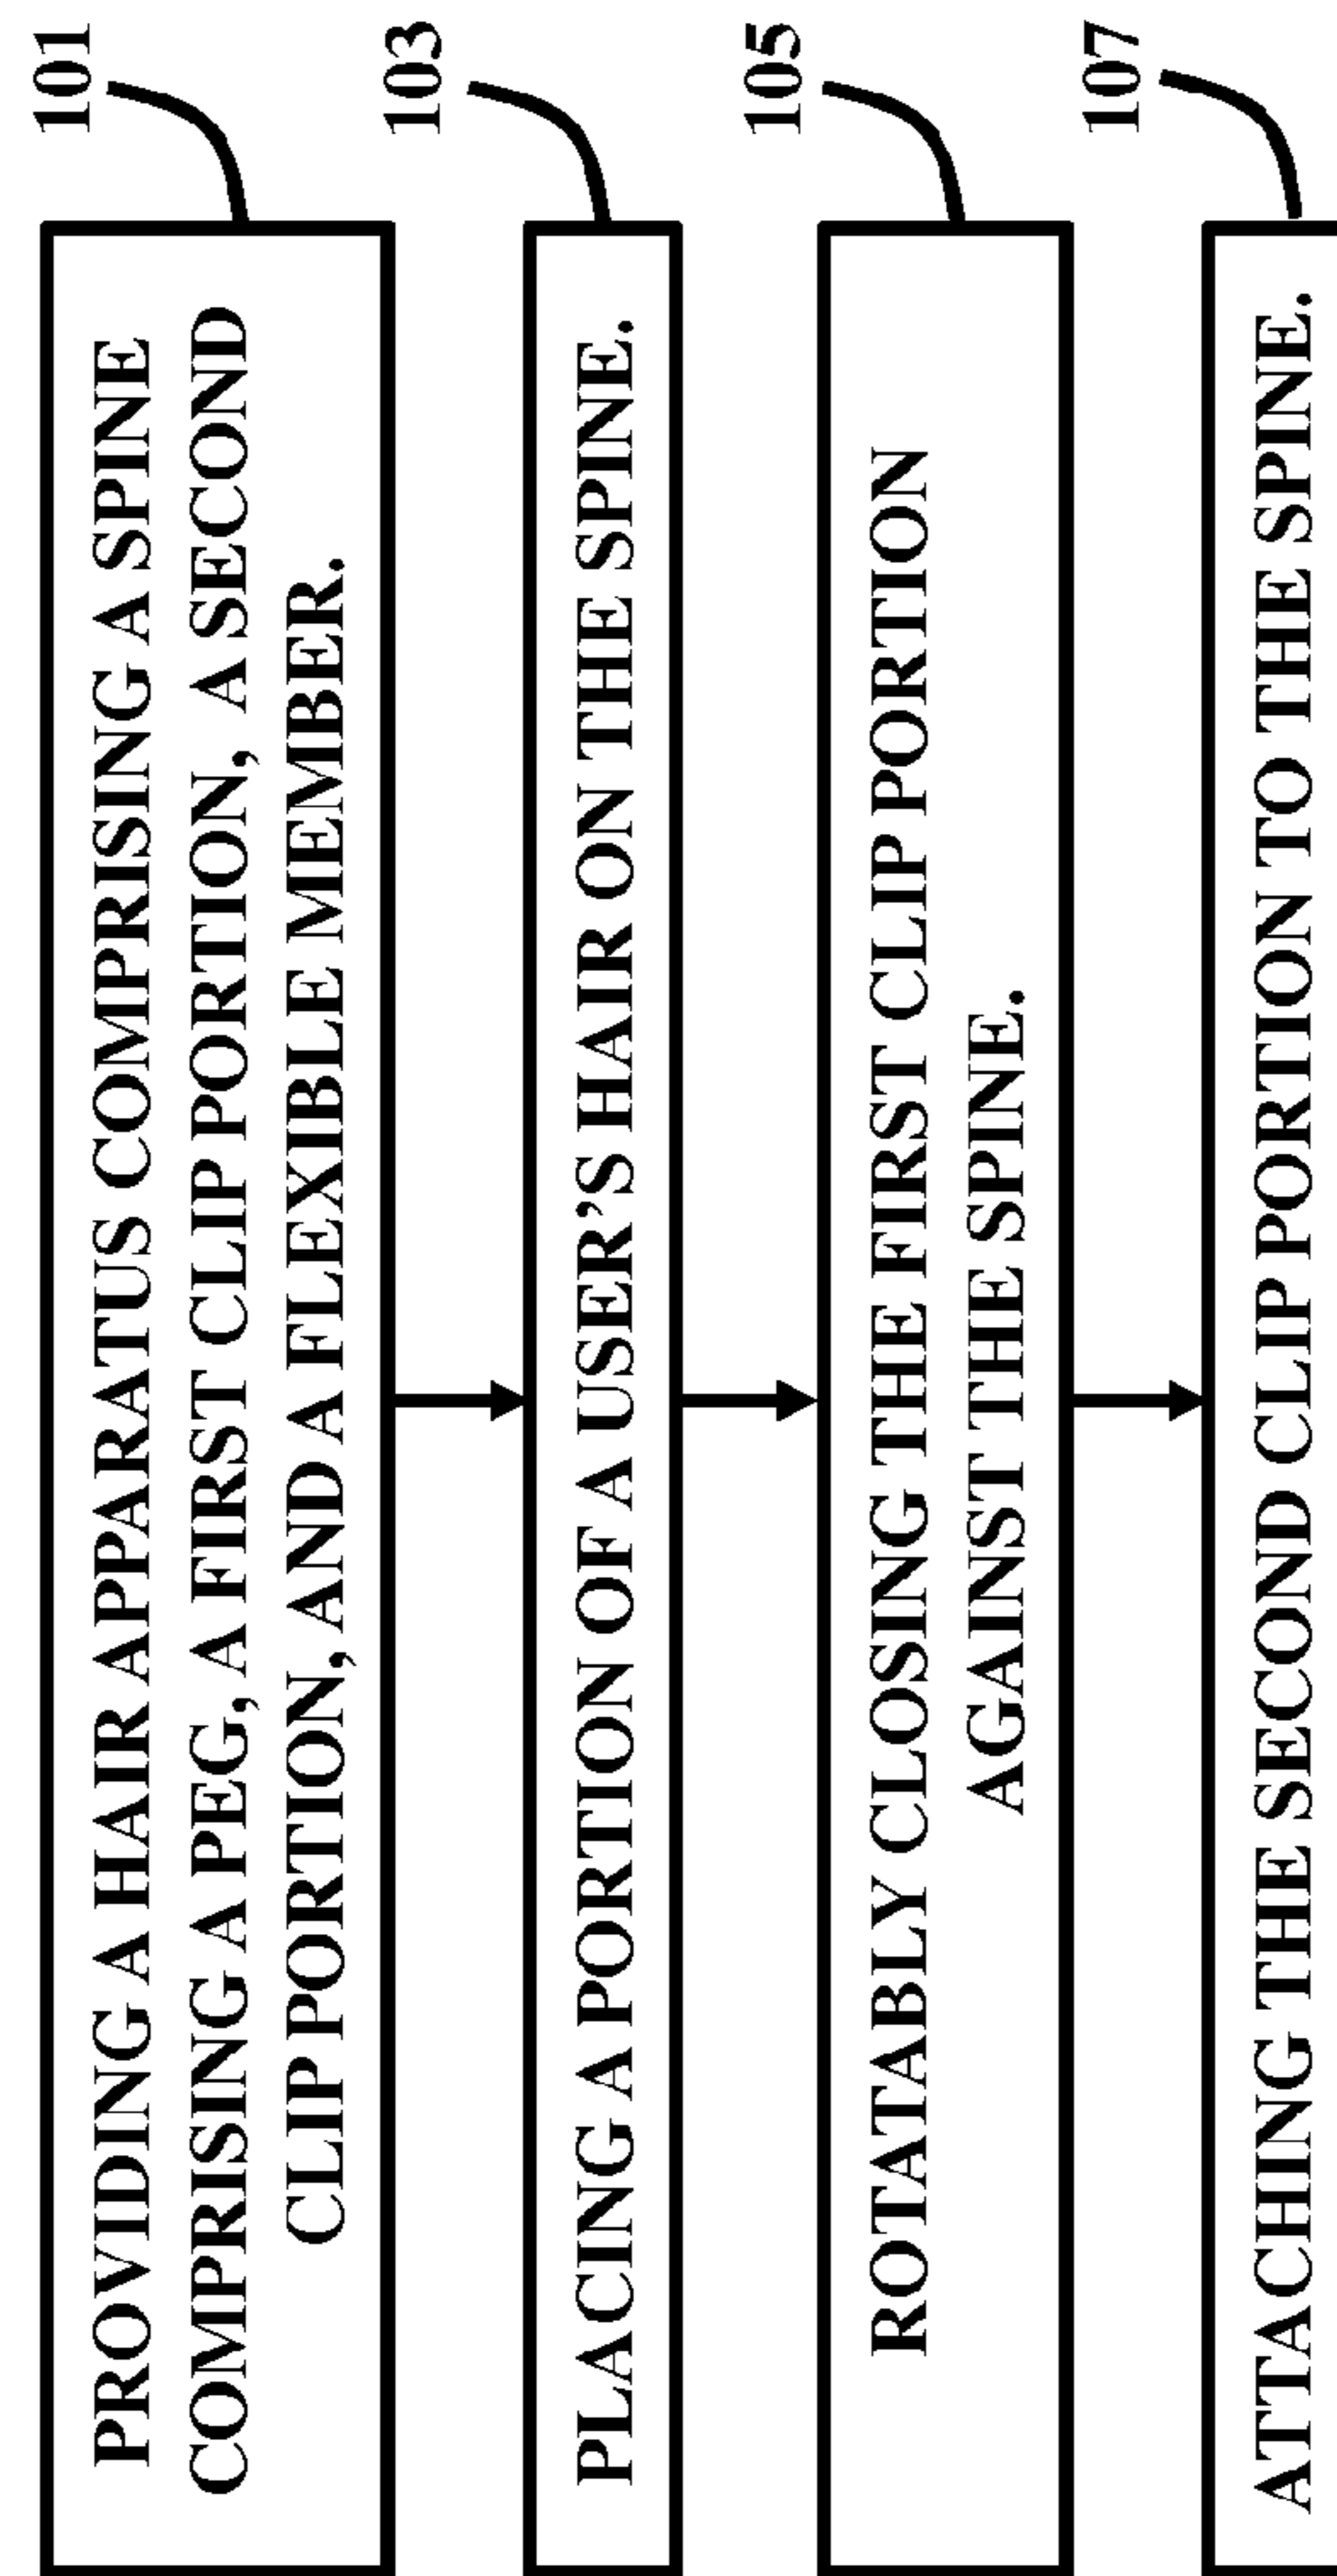 PROVIDING A HAIR APPARATUS COMPRISING A SPINE
COMPRISING A PEG, A FIRST CLIP PORTION, A SECOND
CLIP PORTION, AND A FLEXIBLE MEMBER.
101
PLACING A PORTION OF A USER'S HAIR ON THE SPINE.
103
ROTATABLY CLOSING THE FIRST CLIP PORTION
AGAINST THE SPINE.
105
ATTACHING THE SECOND CLIP PORTION TO THE SPINE.
107